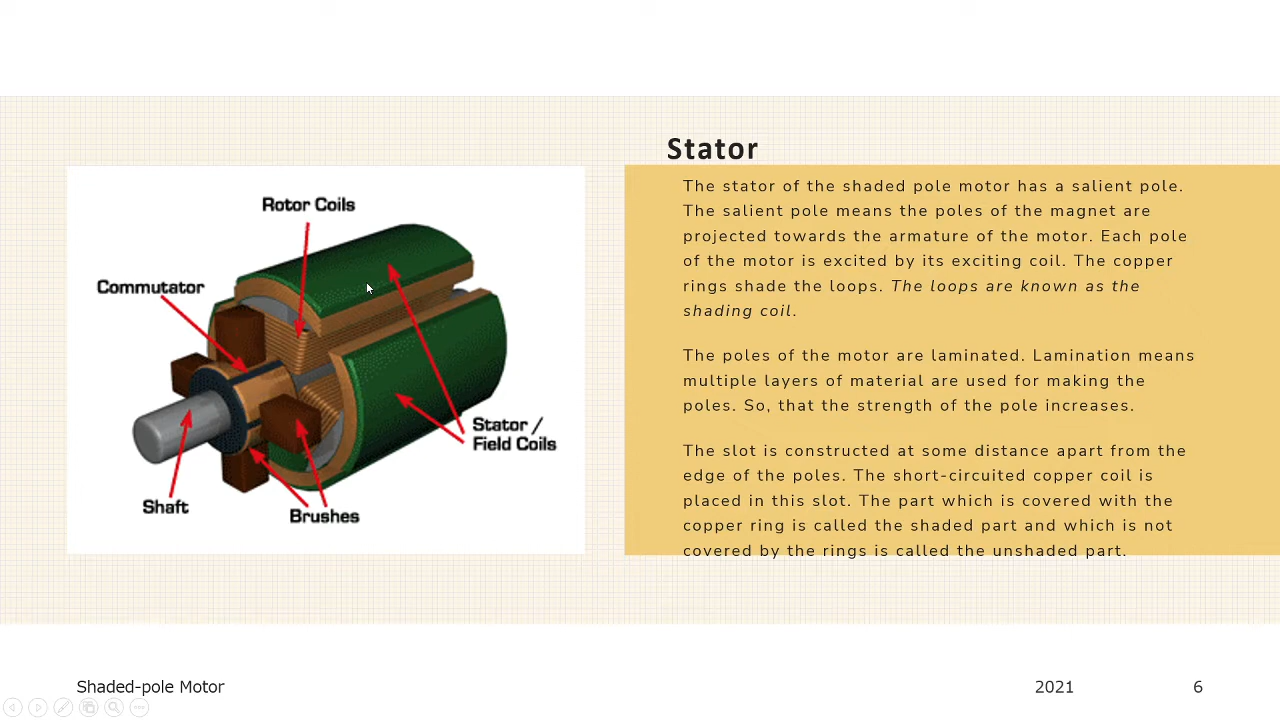 Stator
Rotor Coils
Commutator
Stator /
Field Coils
Shaft
Brushes
The stator of the shaded pole motor has a salient pole.
The salient pole means the poles of the magnet are
projected towards the armature of the motor. Each pole
of the motor is excited by its exciting coil. The copper
rings shade the loops. The loops are known as the
shading coil.
The poles of the motor are laminated. Lamination means
multiple layers of material are used for making the
poles. So, that the strength of the pole increases.
The slot is constructed at some distance apart from the
edge of the poles. The short-circuited copper coil is
placed in this slot. The part which is covered with the
copper ring is called the shaded part and which is not
covered by the rings is called the unshaded part.
Shaded-pole Motor
2021
6